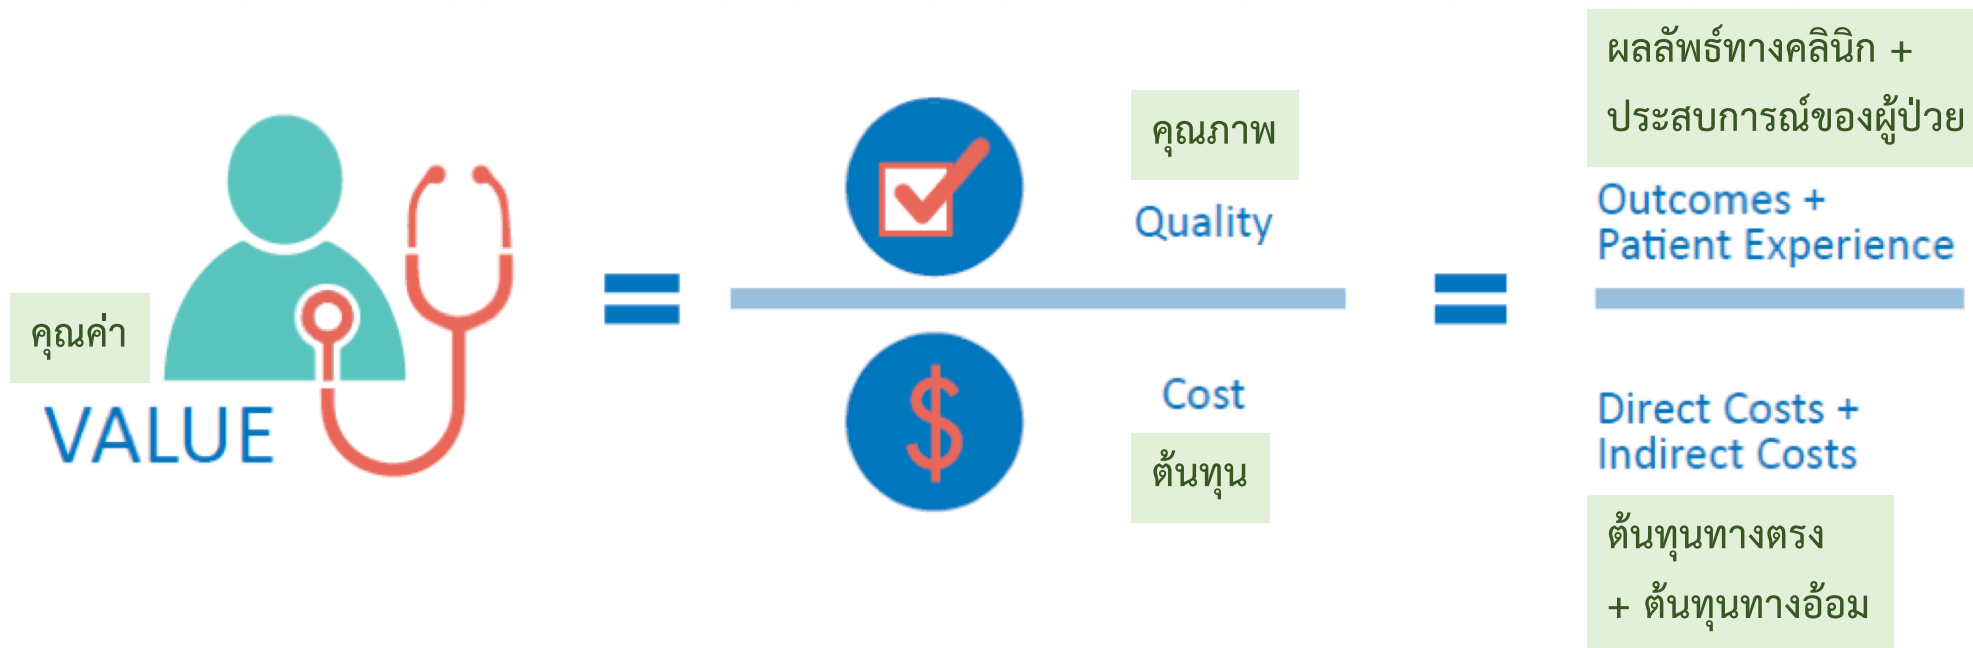 คุณค่า
VALUE
=
คุณภาพ
Quality
$
Cost
ต้นทุน
=
ผลลัพธ์ทางคลินิก +
ประสบการณ์ของผู้ป่วย
Outcomes +
Patient Experience
Direct Costs +
Indirect Costs
ต้นทุนทางตรง
+ ต้นทุนทางอ้อม